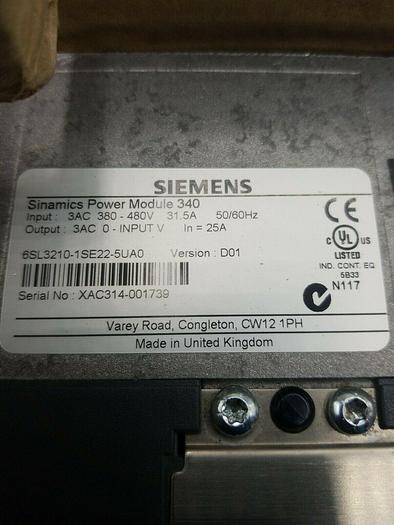 SIEMENS
Sinamics Power Module 340
Input : 3AC 380 - 480V 31.5A 50/60Hz
Output : 3AC 0 - INPUT V In = 25A
6SL3210-1SE22-5UA0 Version : D01
Serial No : XAC314-001739
CE
C UL US
LISTED
IND. CONT. EQ
5B33
N117
Varey Road, Congleton, CW12 1PH
Made in United Kingdom